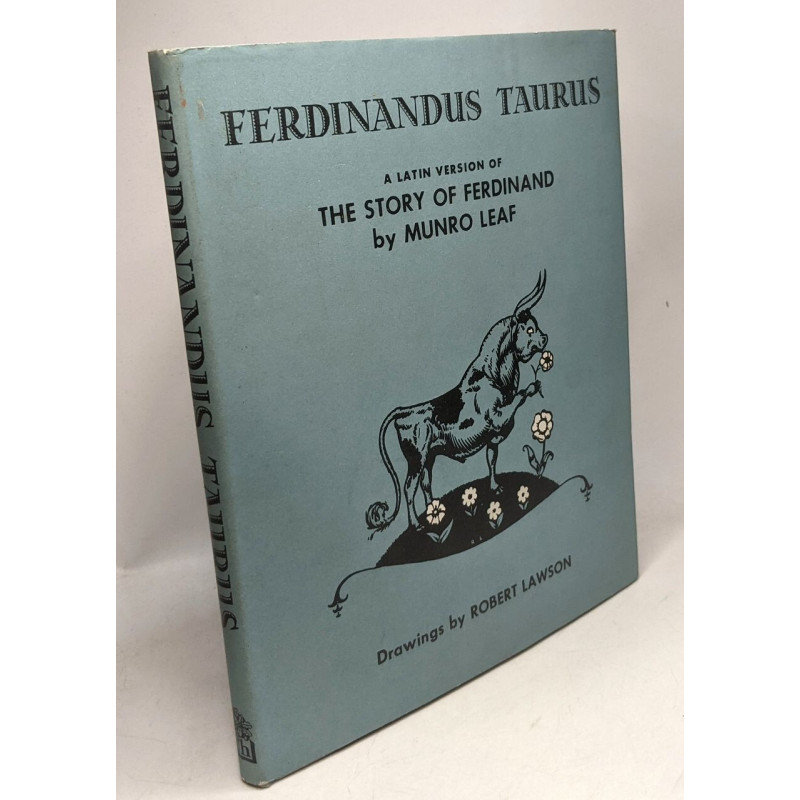 FERDINANDUS TAURUS
A LATIN VERSION OF
THE STORY OF FERDINAND
by MUNRO LEAF
Drawings by ROBERT LAWSON
FERDINANDUS TAURUS
h